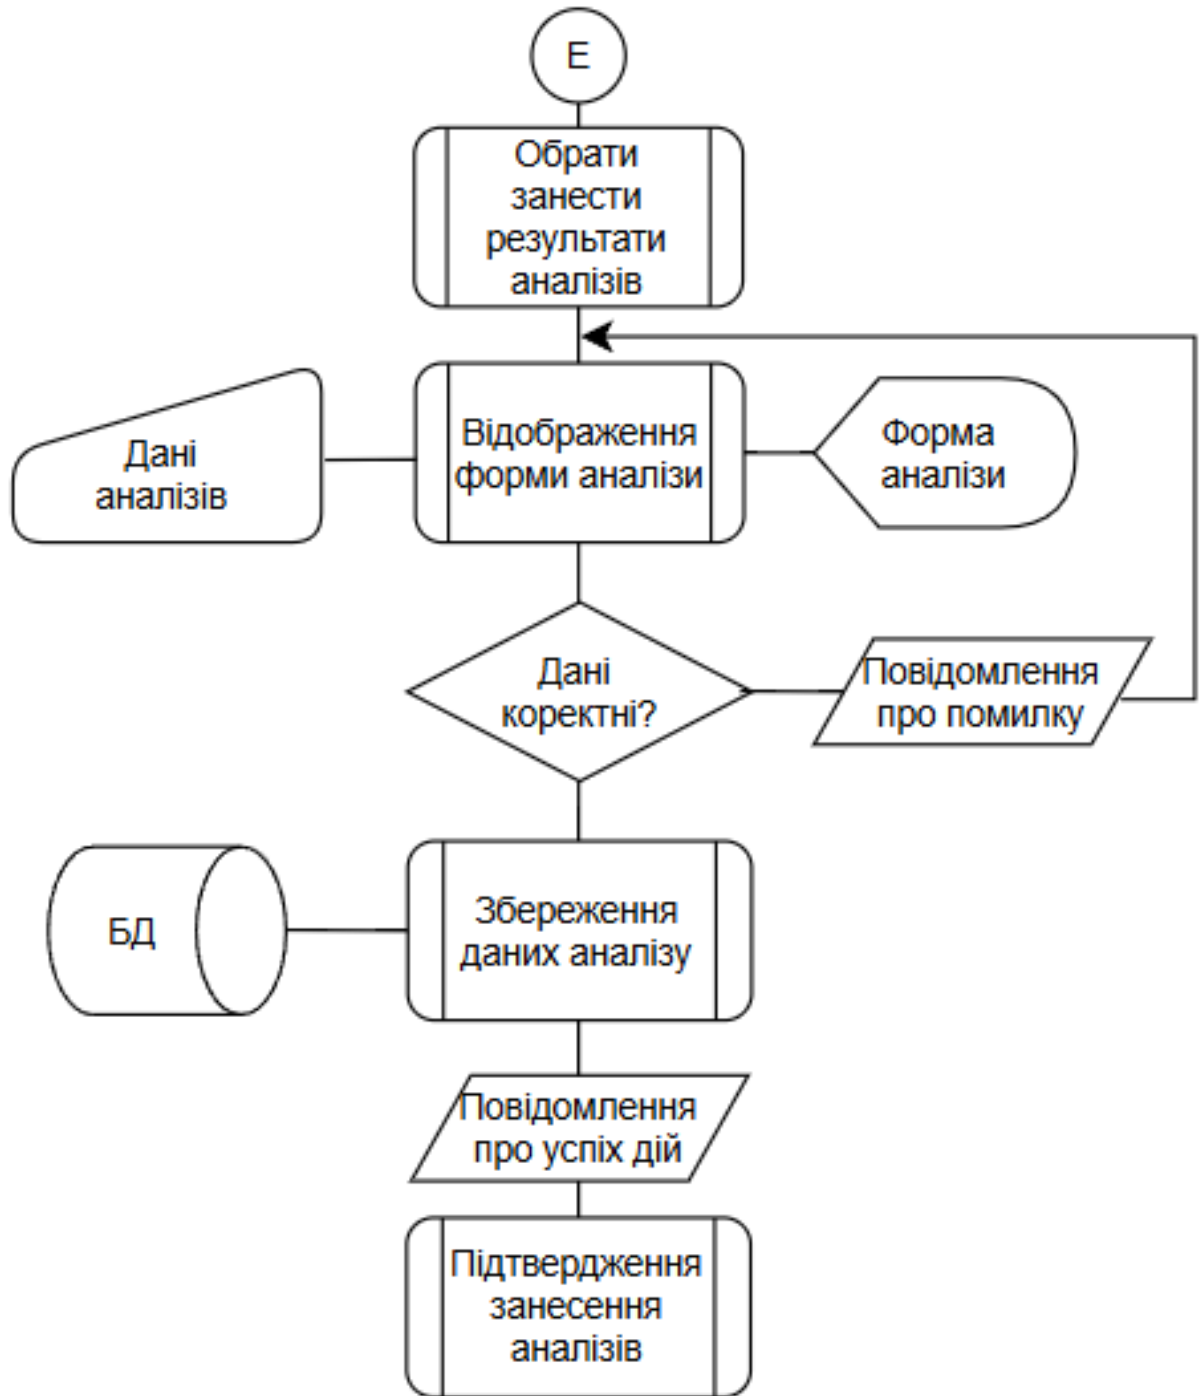 E
Обрати
занести
результати
аналізів
Дані
аналізів
Відображення
форми аналізи
Форма
аналізи
Дані
коректні?
Повідомлення
про помилку
БД
Збереження
даних аналізу
Повідомлення
про успіх дій
Підтвердження
занесення
аналізів